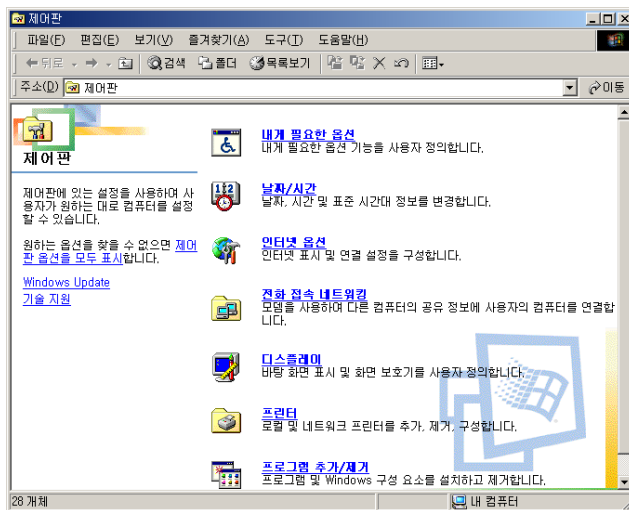 제어판
파일(F) 편집(E) 보기(V) 즐겨찾기(A) 도구(T) 도움말(H)
뒤로 검색 폴더 목록보기
주소(D) 제어판 이동
제어판
제어판에 있는 설정을 사용하여 사
용자가 원하는 대로 컴퓨터를 설정
할 수 있습니다.
원하는 옵션을 찾을 수 없으면 제어
판 옵션을 모두 표시합니다.
Windows Update
기술 지원
내게 필요한 옵션
내게 필요한 옵션 기능을 사용자 정의합니다.
날짜/시간
날짜, 시간 및 표준 시간대 정보를 변경합니다.
인터넷 옵션
인터넷 표시 및 연결 설정을 구성합니다.
전화 접속 네트워킹
모뎀을 사용하여 다른 컴퓨터의 공유 정보에 사용자의 컴퓨터를 연결합
니다.
디스플레이
바탕 화면 표시 및 화면 보호기를 사용자 정의합니다.
프린터
로컬 및 네트워크 프린터를 추가, 제거, 구성합니다.
프로그램 추가/제거
프로그램 및 Windows 구성 요소를 설치하고 제거합니다.
28 개체 내 컴퓨터